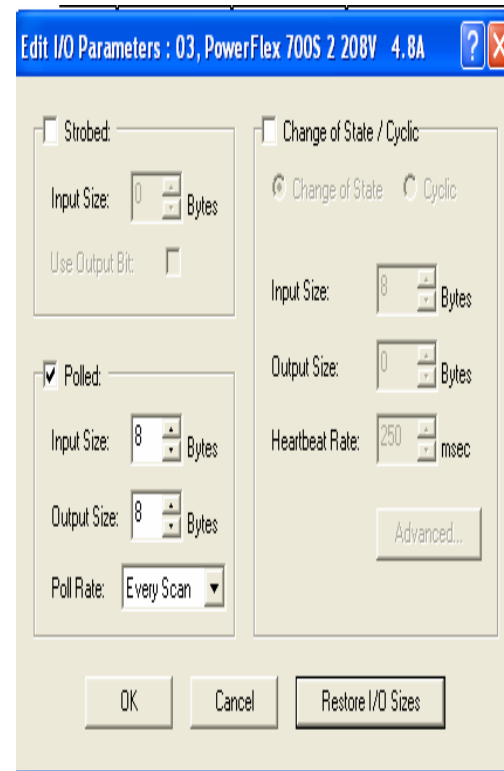 Edit I/O Parameters : 03, PowerFlex 700S 2 208V 4.8A
Strobed:
Input Size: 0 Bytes
Use Output Bit:
Polled:
Input Size: 8 Bytes
Output Size: 8 Bytes
Poll Rate: Every Scan
Change of State / Cyclic
Change of State Cyclic
Input Size: 8 Bytes
Output Size: 0 Bytes
Heartbeat Rate: 250 msec
Advanced...
OK Cancel Restore I/O Sizes